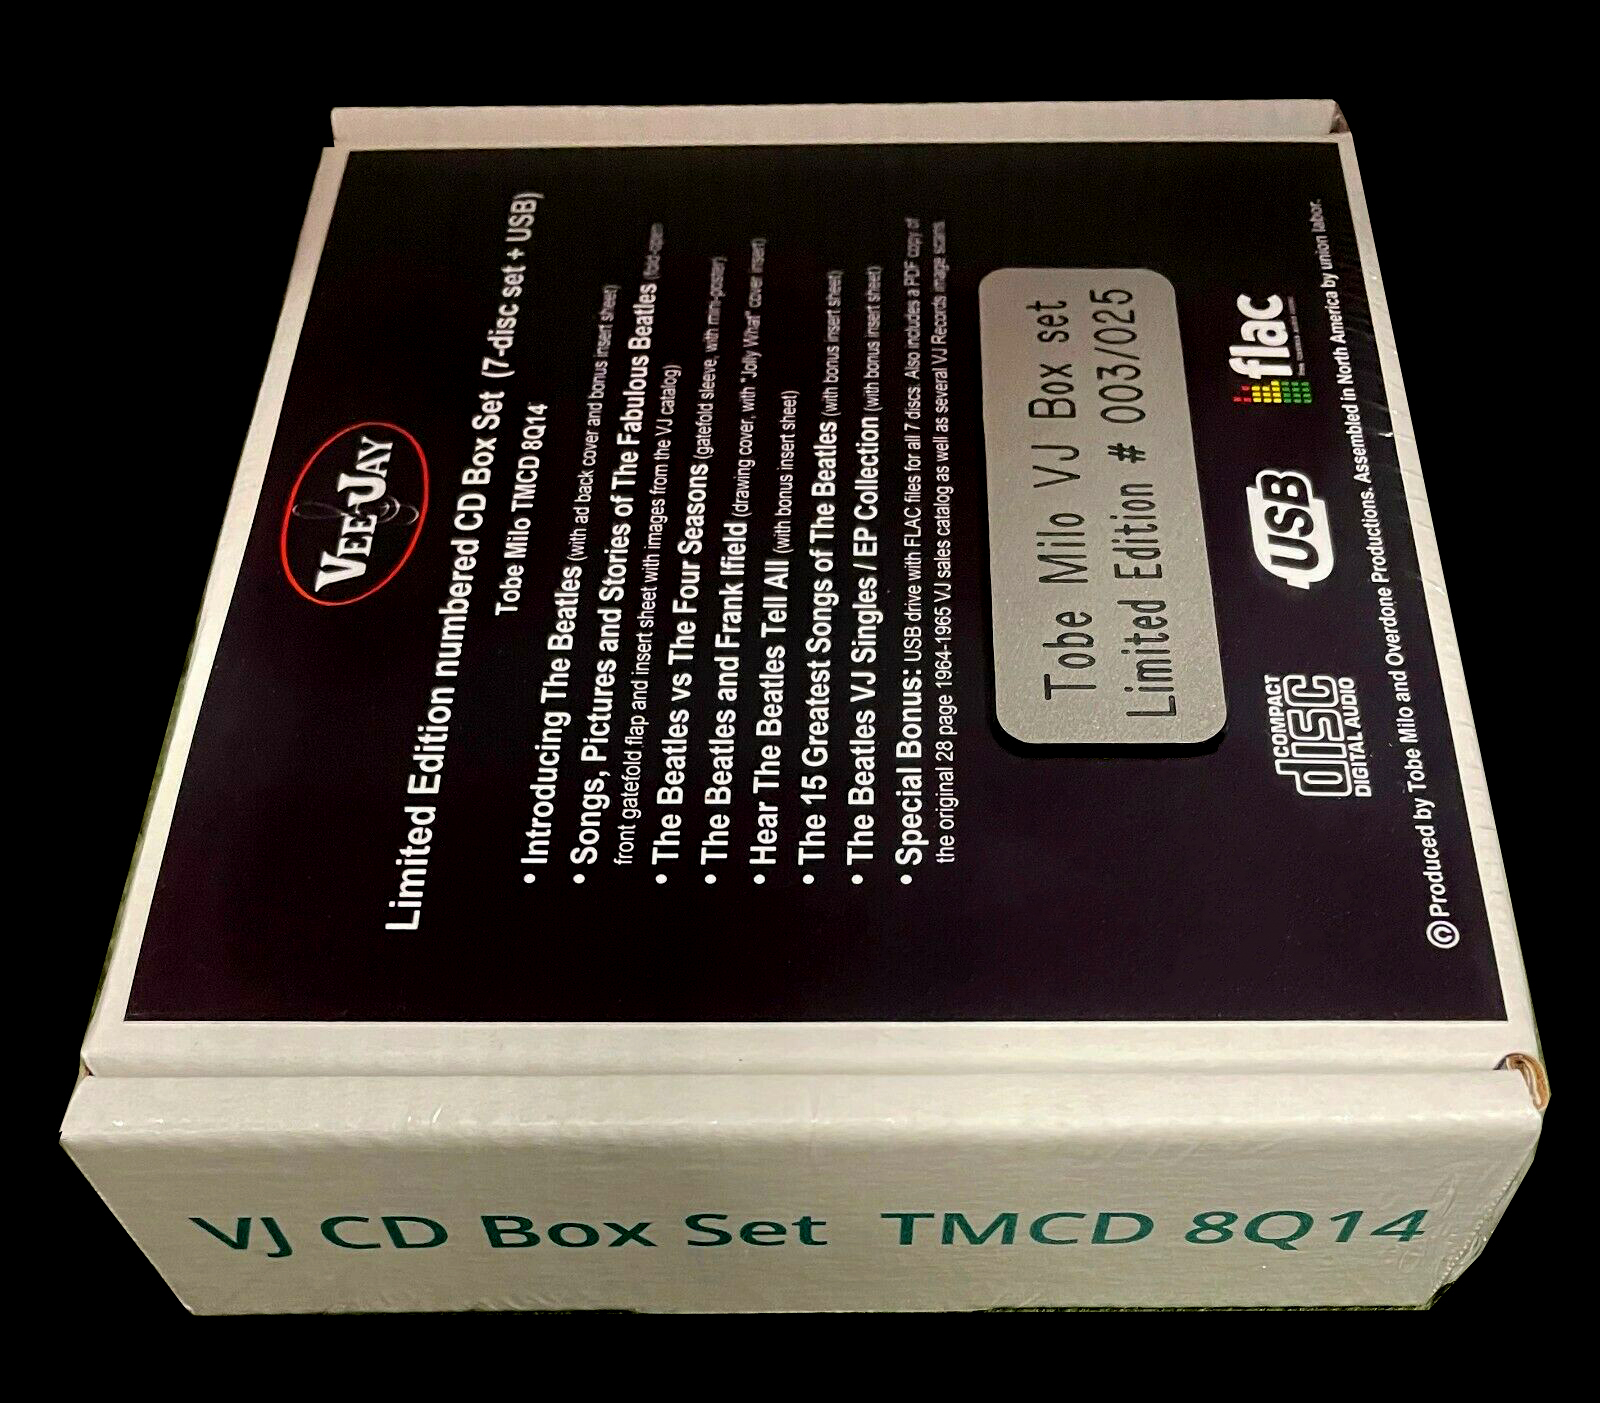 VEE JAY
Limited Edition numbered CD Box Set (7-disc set + USB)
Tobe Milo TMCD 8Q14
• Introducing The Beatles (with ad back cover and bonus insert sheet)
• Songs, Pictures and Stories of The Fabulous Beatles (fold-open
front gatefold flap and insert sheet with images from the VJ catalog)
• The Beatles vs The Four Seasons (gatefold sleeve, with mini-poster)
• The Beatles and Frank Ifield (drawing cover, with "Jolly What" cover insert)
• Hear The Beatles Tell All (with bonus insert sheet)
• The 15 Greatest Songs of The Beatles (with bonus insert sheet)
• The Beatles VJ Singles / EP Collection (with bonus insert sheet)
• Special Bonus: USB drive with FLAC files for all 7 discs. Also includes a PDF copy of
the original 28 page 1964-1965 VJ sales catalog as well as several VJ Records image scans.
Tobe Milo VJ Box set
Limited Edition # 003/025
COMPACT
disc
DIGITAL AUDIO
USB
flac
©Produced by Tobe Milo and Overdone Productions. Assembled in North America by union labor.
VJ CD Box Set TMCD 8Q14